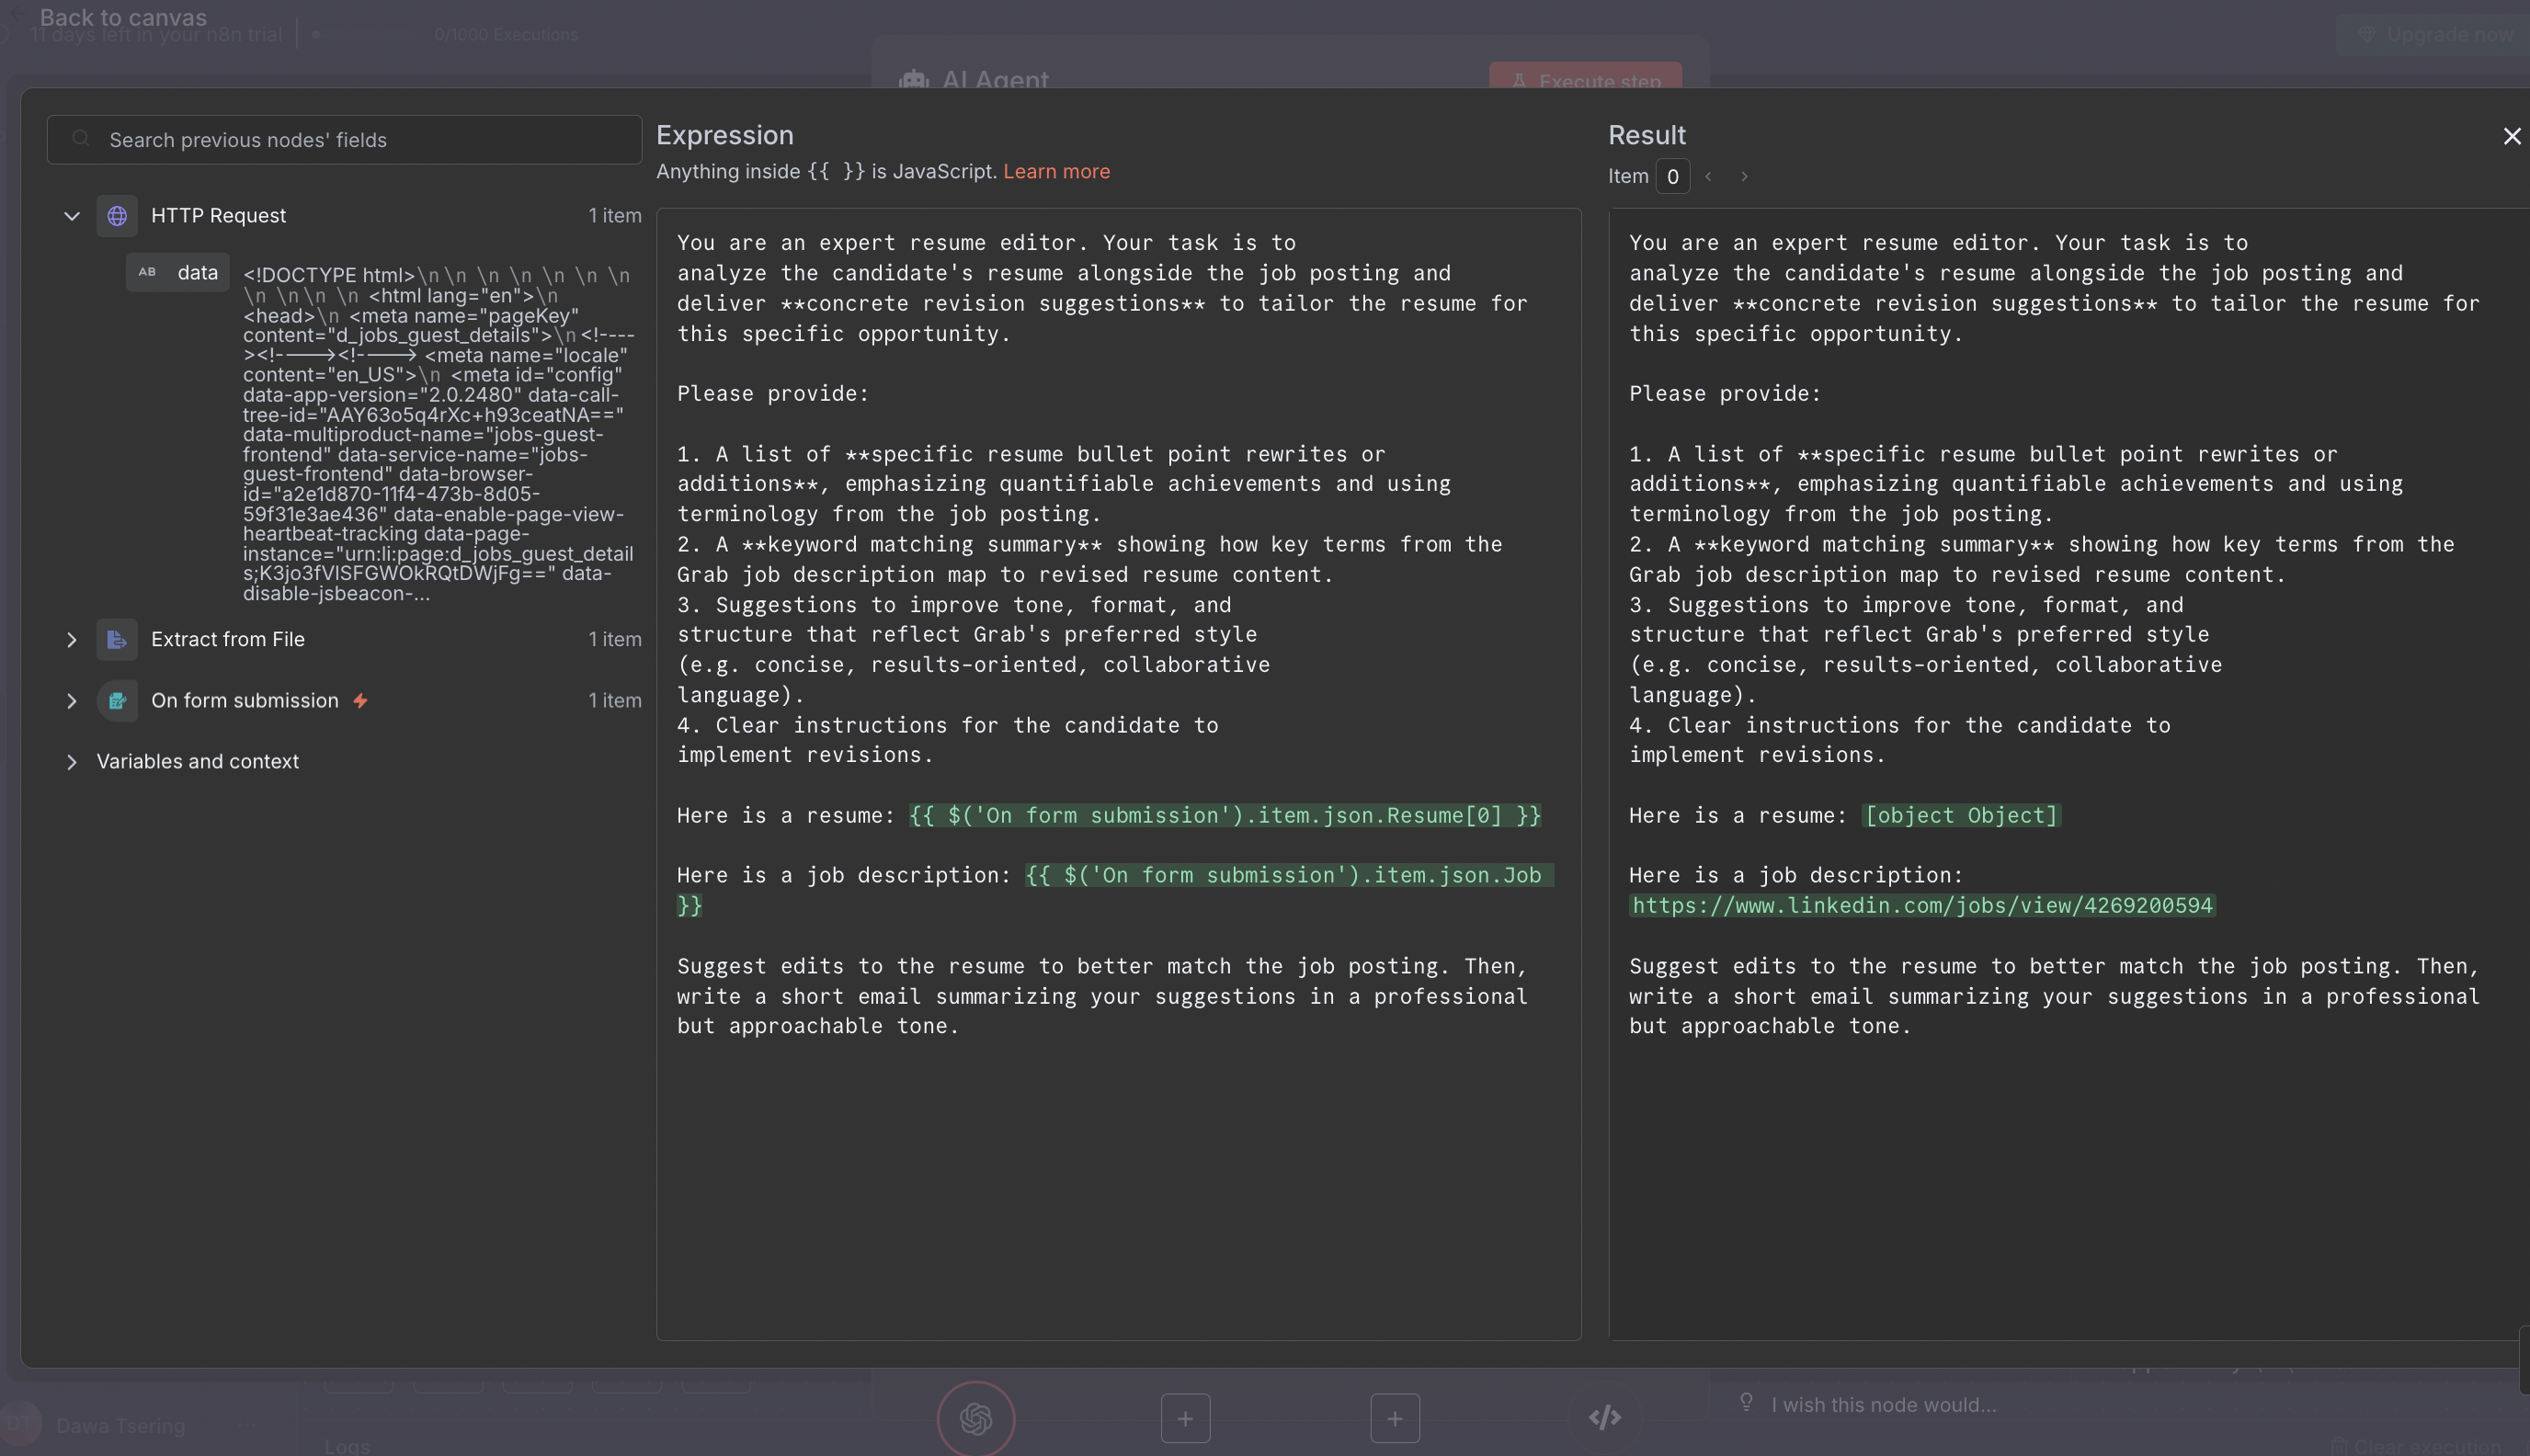 Back to canvas
11 days left in your n8n trial
0/1000 Executions
Upgrade now
AI Agent
Execute step
Search previous nodes' fields
HTTP Request
1 item
AB data
<!DOCTYPE html>\n \n \n \n \n \n \n
\n \n \n \n <html lang="en">\n
<head>\n <meta name="pageKey"
content="d_jobs_guest_details">\n <!----
><!----><!----> <meta name="locale"
content="en_US">\n <meta id="config"
data-app-version="2.0.2480" data-call-
tree-id="AAY63o5q4rXc+h93ceatNA=="
data-multiproduct-name="jobs-guest-
frontend" data-service-name="jobs-
guest-frontend" data-browser-
id="a2e1d870-11f4-473b-8d05-
59f31e3ae436" data-enable-page-view-
heartbeat-tracking data-page-
instance="urn:li:page:d_jobs_guest_detail
s;K3jo3fVISFGWOkRQtDWjFg==" data-
disable-jsbeacon-...
Extract from File
1 item
On form submission
1 item
Variables and context
Expression
Anything inside {{ }} is JavaScript. Learn more
You are an expert resume editor. Your task is to
analyze the candidate's resume alongside the job posting and
deliver **concrete revision suggestions** to tailor the resume for
this specific opportunity.
Please provide:
1. A list of **specific resume bullet point rewrites or
additions**, emphasizing quantifiable achievements and using
terminology from the job posting.
2. A **keyword matching summary** showing how key terms from the
Grab job description map to revised resume content.
3. Suggestions to improve tone, format, and
structure that reflect Grab's preferred style
(e.g. concise, results-oriented, collaborative
language).
4. Clear instructions for the candidate to
implement revisions.
Here is a resume: {{ $('On form submission').item.json.Resume[0] }}
Here is a job description: {{ $('On form submission').item.json.Job
}}
Suggest edits to the resume to better match the job posting. Then,
write a short email summarizing your suggestions in a professional
but approachable tone.
Result
Item 0
You are an expert resume editor. Your task is to
analyze the candidate's resume alongside the job posting and
deliver **concrete revision suggestions** to tailor the resume for
this specific opportunity.
Please provide:
1. A list of **specific resume bullet point rewrites or
additions**, emphasizing quantifiable achievements and using
terminology from the job posting.
2. A **keyword matching summary** showing how key terms from the
Grab job description map to revised resume content.
3. Suggestions to improve tone, format, and
structure that reflect Grab's preferred style
(e.g. concise, results-oriented, collaborative
language).
4. Clear instructions for the candidate to
implement revisions.
Here is a resume: [object Object]
Here is a job description:
https://www.linkedin.com/jobs/view/4269200594
Suggest edits to the resume to better match the job posting. Then,
write a short email summarizing your suggestions in a professional
but approachable tone.
DT Dawa Tsering
Logs
I wish this node would...
Clear execution